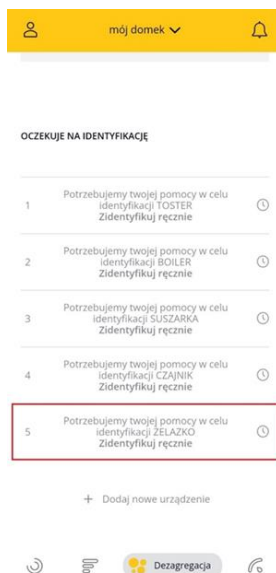 mój domek
OCZEKUJE NA IDENTYFIKACJĘ
1
Potrzebujemy twojej pomocy w celu
identyfikacji TOSTER
Zidentyfikuj ręcznie
2
Potrzebujemy twojej pomocy w celu
identyfikacji BOILER
Zidentyfikuj ręcznie
3
Potrzebujemy twojej pomocy w celu
identyfikacji SUSZARKA
Zidentyfikuj ręcznie
4
Potrzebujemy twojej pomocy w celu
identyfikacji CZAJNIK
Zidentyfikuj ręcznie
5
Potrzebujemy twojej pomocy w celu
identyfikacji ŻELAZKO
Zidentyfikuj ręcznie
+ Dodaj nowe urządzenie
Dezagregacja